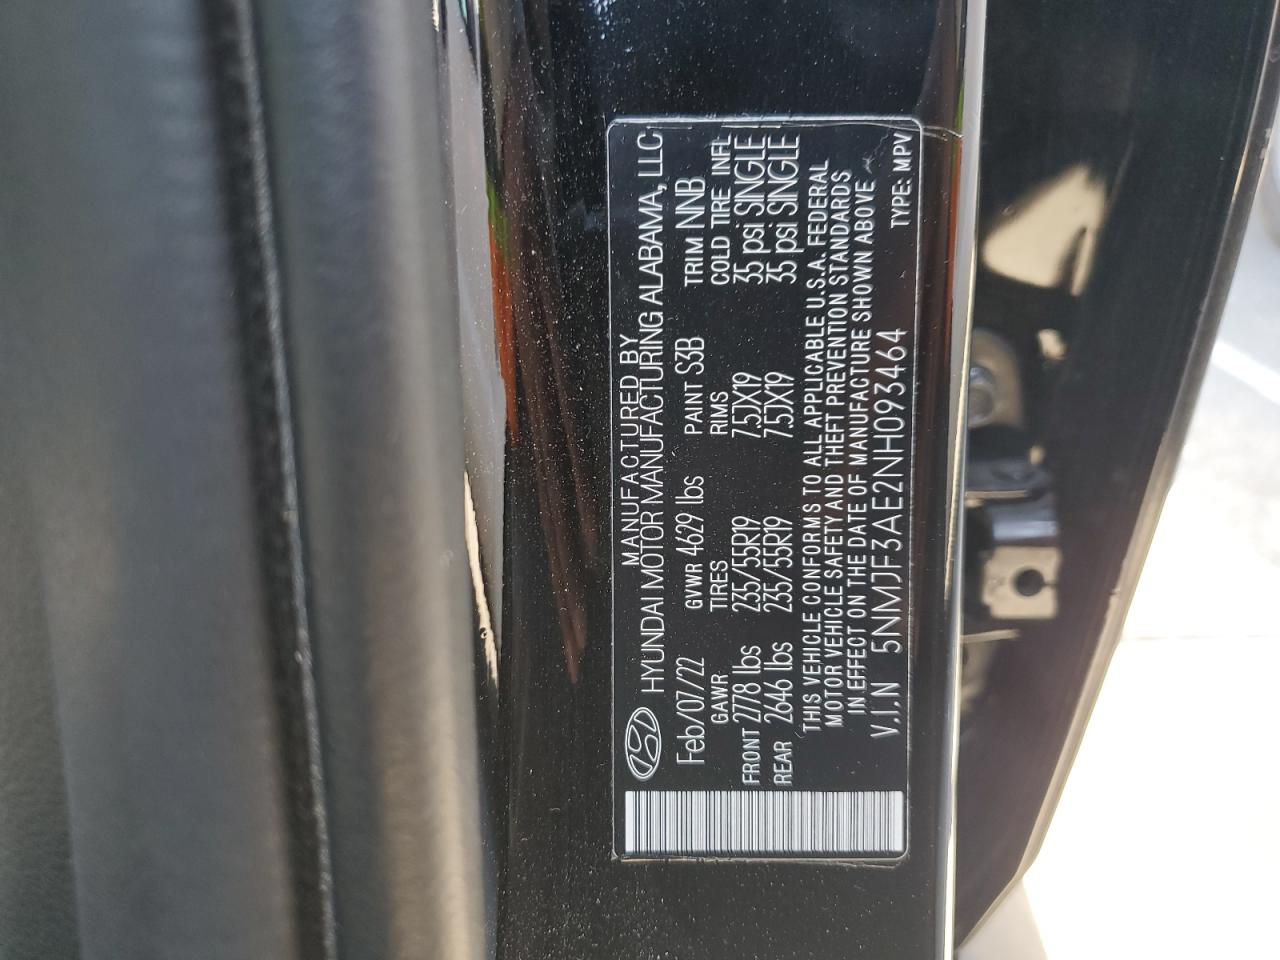 MANUFACTURED BY
HYUNDAI MOTOR MANUFACTURING ALABAMA, LLC
Feb/07/22 GVWR 4629 lbs PAINT S3B TRIM NNB
GAWR TIRES RIMS COLD TIRE INFL
FRONT 2778 lbs 235/55R19 7.5JX19 35 psi SINGLE
REAR 2646 lbs 235/55R19 7.5JX19 35 psi SINGLE
THIS VEHICLE CONFORMS TO ALL APPLICABLE U.S.A. FEDERAL
MOTOR VEHICLE SAFETY AND THEFT PREVENTION STANDARDS
IN EFFECT ON THE DATE OF MANUFACTURE SHOWN ABOVE
V.I.N 5NMJF3AE2NH093464 TYPE: MPV